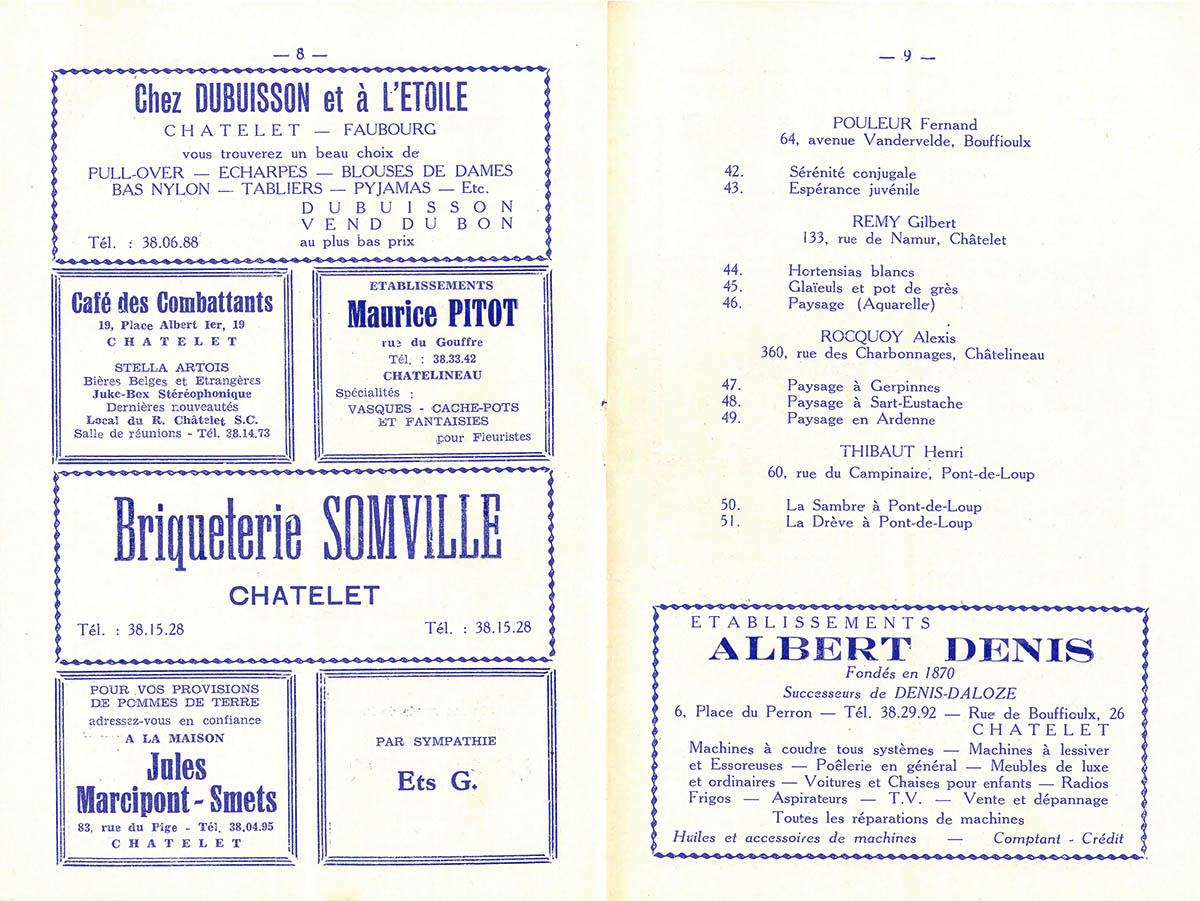 — 8 —
Chez DUBUISSON et à L'ETOILE
CHATELET — FAUBOURG
vous trouverez un beau choix de
PULL-OVER — ECHARPES — BLOUSES DE DAMES
BAS NYLON — TABLIERS — PYJAMAS — Etc.
DUBUISSON
VEND DU BON
Tél. : 38.06.88 au plus bas prix
Café des Combattants
19, Place Albert Ier, 19
CHATELET
STELLA ARTOIS
Bières Belges et Etrangères
Juke-Box Stéréophonique
Dernières nouveautés
Local du R. Châtelet S.C.
Salle de réunions - Tél. 38.14.73
ETABLISSEMENTS
Maurice PITOT
rue du Gouffre
Tél. : 38.33.42
CHATELINEAU
Spécialités :
VASQUES - CACHE-POTS
ET FANTAISIES
pour Fleuristes
Briqueterie SOMVILLE
CHATELET
Tél. : 38.15.28 Tél. : 38.15.28
POUR VOS PROVISIONS
DE POMMES DE TERRE
adressez-vous en confiance
A LA MAISON
Jules
Marcipont-Smets
83, rue du Pige - Tél. 38.04.95
CHATELET
PAR SYMPATHIE
Ets G.
— 9 —
POULEUR Fernand
64, avenue Vandervelde, Bouffioulx
42. Sérénité conjugale
43. Espérance juvénile
REMY Gilbert
133, rue de Namur, Châtelet
44. Hortensias blancs
45. Glaïeuls et pot de grès
46. Paysage (Aquarelle)
ROCQUOY Alexis
360, rue des Charbonnages, Châtelineau
47. Paysage à Gerpinnes
48. Paysage à Sart-Eustache
49. Paysage en Ardenne
THIBAUT Henri
60, rue du Campinaire, Pont-de-Loup
50. La Sambre à Pont-de-Loup
51. La Drève à Pont-de-Loup
ETABLISSEMENTS
ALBERT DENIS
Fondés en 1870
Successeurs de DENIS-DALOZE
6, Place du Perron — Tél. 38.29.92 — Rue de Bouffioulx, 26
CHATELET
Machines à coudre tous systèmes — Machines à lessiver
et Essoreuses — Poêlerie en général — Meubles de luxe
et ordinaires — Voitures et Chaises pour enfants — Radios
Frigos — Aspirateurs — T.V. — Vente et dépannage
Toutes les réparations de machines
Huiles et accessoires de machines — Comptant - Crédit